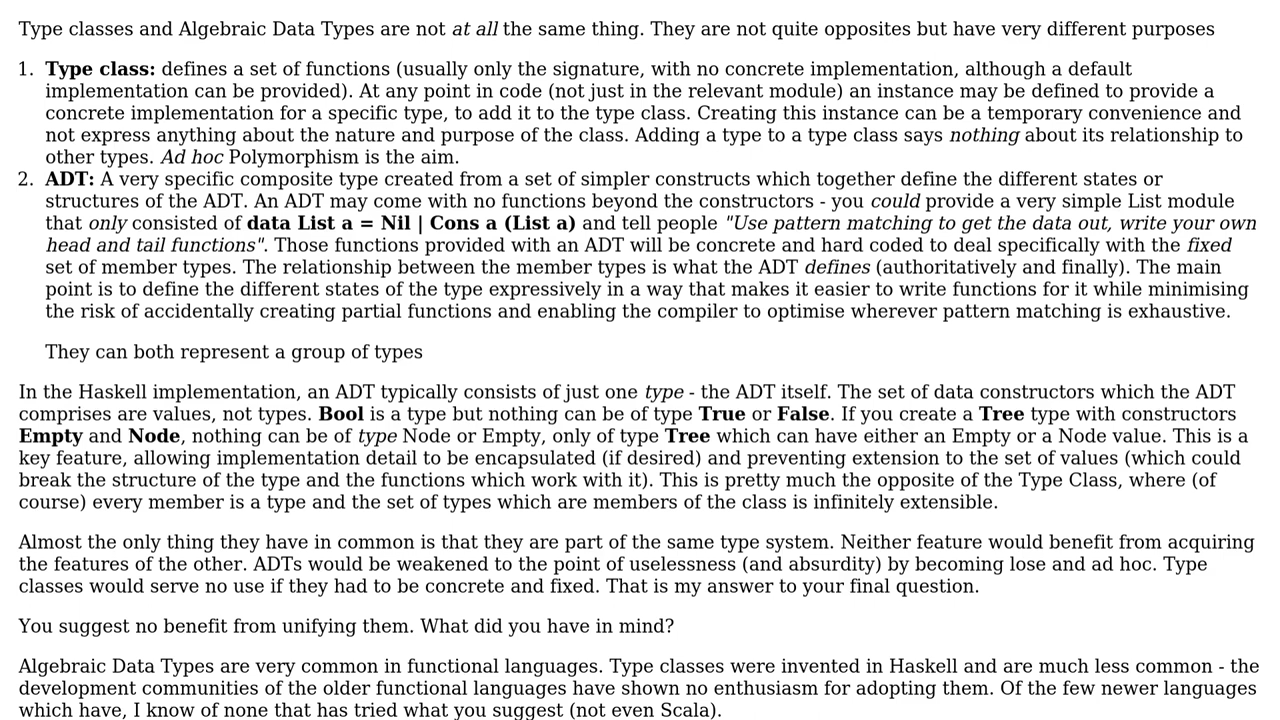 Type classes and Algebraic Data Types are not at all the same thing. They are not quite opposites but have very different purposes
1. Type class: defines a set of functions (usually only the signature, with no concrete implementation, although a default
implementation can be provided). At any point in code (not just in the relevant module) an instance may be defined to provide a
concrete implementation for a specific type, to add it to the type class. Creating this instance can be a temporary convenience and
not express anything about the nature and purpose of the class. Adding a type to a type class says nothing about its relationship to
other types. Ad hoc Polymorphism is the aim.
2. ADT: A very specific composite type created from a set of simpler constructs which together define the different states or
structures of the ADT. An ADT may come with no functions beyond the constructors - you could provide a very simple List module
that only consisted of data List a = Nil | Cons a (List a) and tell people "Use pattern matching to get the data out, write your own
head and tail functions". Those functions provided with an ADT will be concrete and hard coded to deal specifically with the fixed
set of member types. The relationship between the member types is what the ADT defines (authoritatively and finally). The main
point is to define the different states of the type expressively in a way that makes it easier to write functions for it while minimising
the risk of accidentally creating partial functions and enabling the compiler to optimise wherever pattern matching is exhaustive.
They can both represent a group of types
In the Haskell implementation, an ADT typically consists of just one type - the ADT itself. The set of data constructors which the ADT
comprises are values, not types. Bool is a type but nothing can be of type True or False. If you create a Tree type with constructors
Empty and Node, nothing can be of type Node or Empty, only of type Tree which can have either an Empty or a Node value. This is a
key feature, allowing implementation detail to be encapsulated (if desired) and preventing extension to the set of values (which could
break the structure of the type and the functions which work with it). This is pretty much the opposite of the Type Class, where (of
course) every member is a type and the set of types which are members of the class is infinitely extensible.
Almost the only thing they have in common is that they are part of the same type system. Neither feature would benefit from acquiring
the features of the other. ADTs would be weakened to the point of uselessness (and absurdity) by becoming lose and ad hoc. Type
classes would serve no use if they had to be concrete and fixed. That is my answer to your final question.
You suggest no benefit from unifying them. What did you have in mind?
Algebraic Data Types are very common in functional languages. Type classes were invented in Haskell and are much less common - the
development communities of the older functional languages have shown no enthusiasm for adopting them. Of the few newer languages
which have, I know of none that has tried what you suggest (not even Scala).